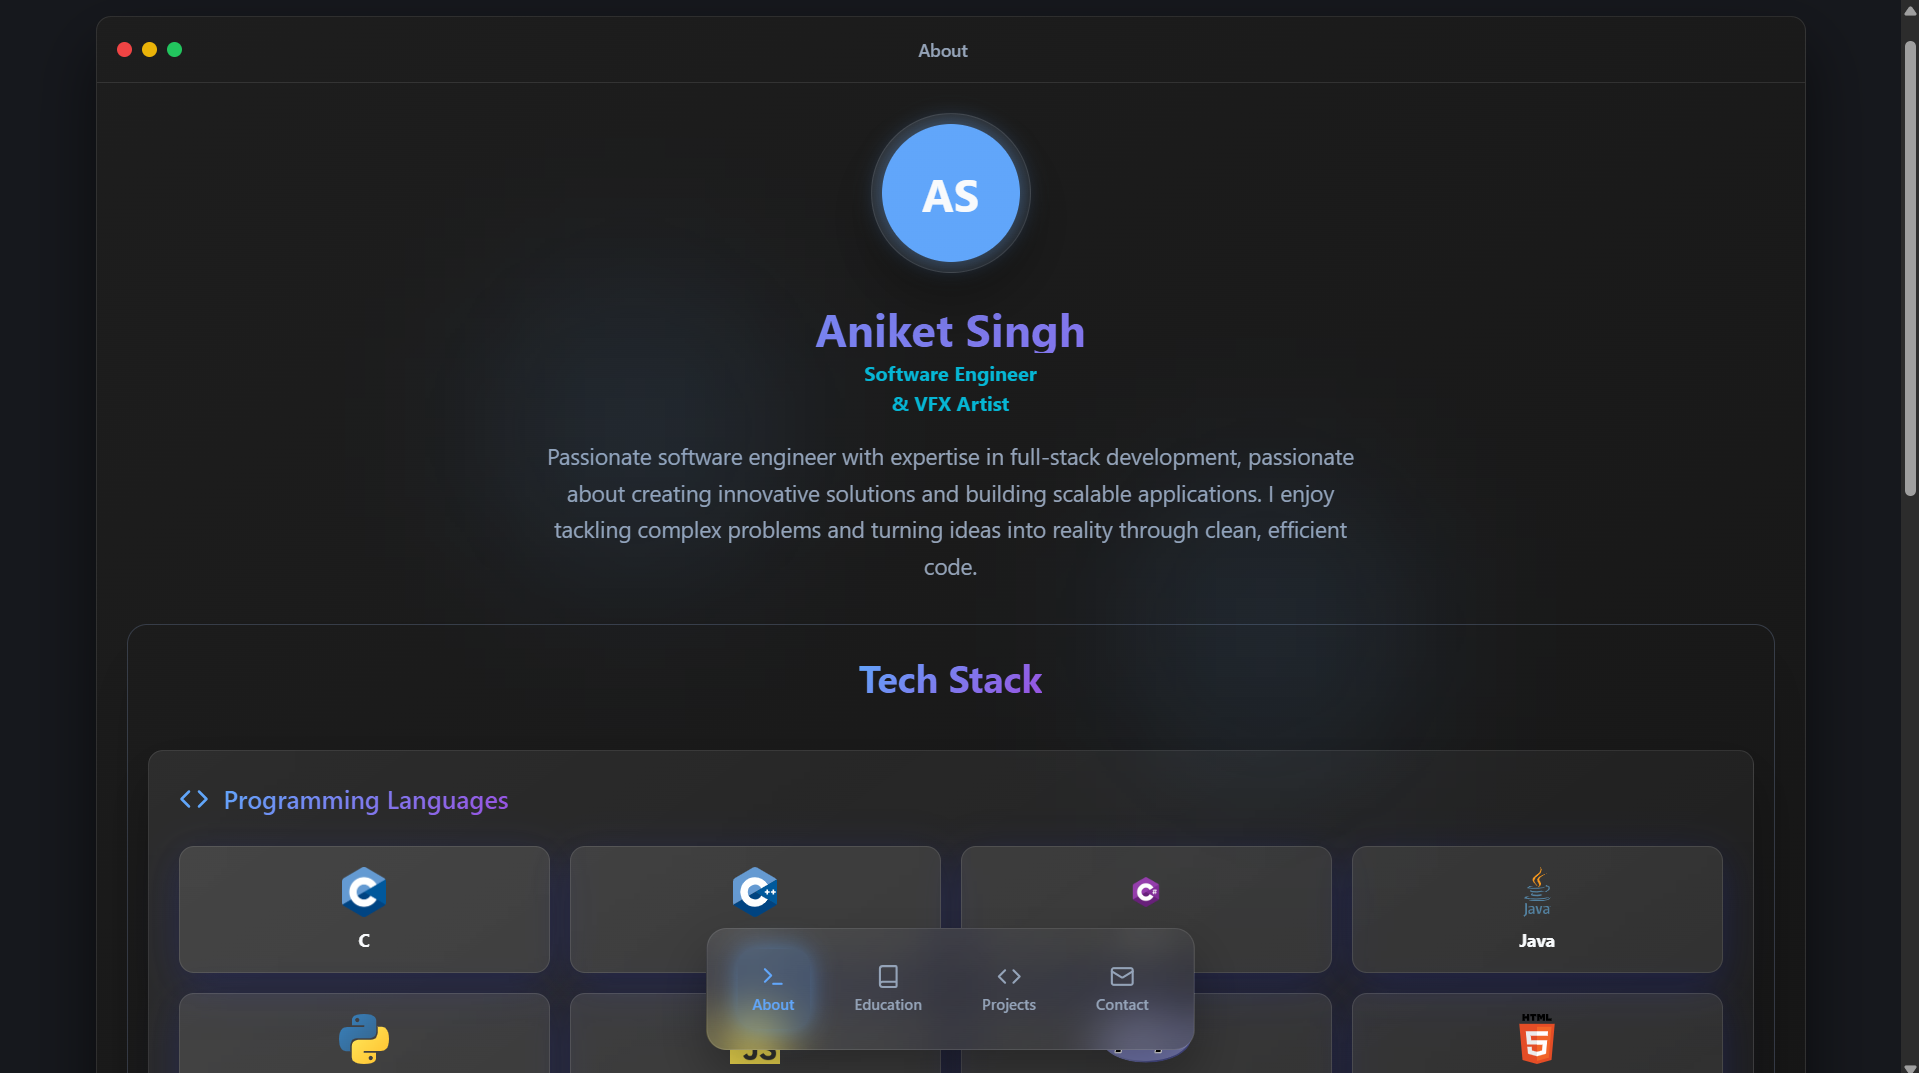 About
AS
Aniket Singh
Software Engineer
& VFX Artist
Passionate software engineer with expertise in full-stack development, passionate
about creating innovative solutions and building scalable applications. I enjoy
tackling complex problems and turning ideas into reality through clean, efficient
code.
Tech Stack
Programming Languages
C
C++
C#
Java
C
Java
About
Education
Projects
Contact
JS
HTML
5